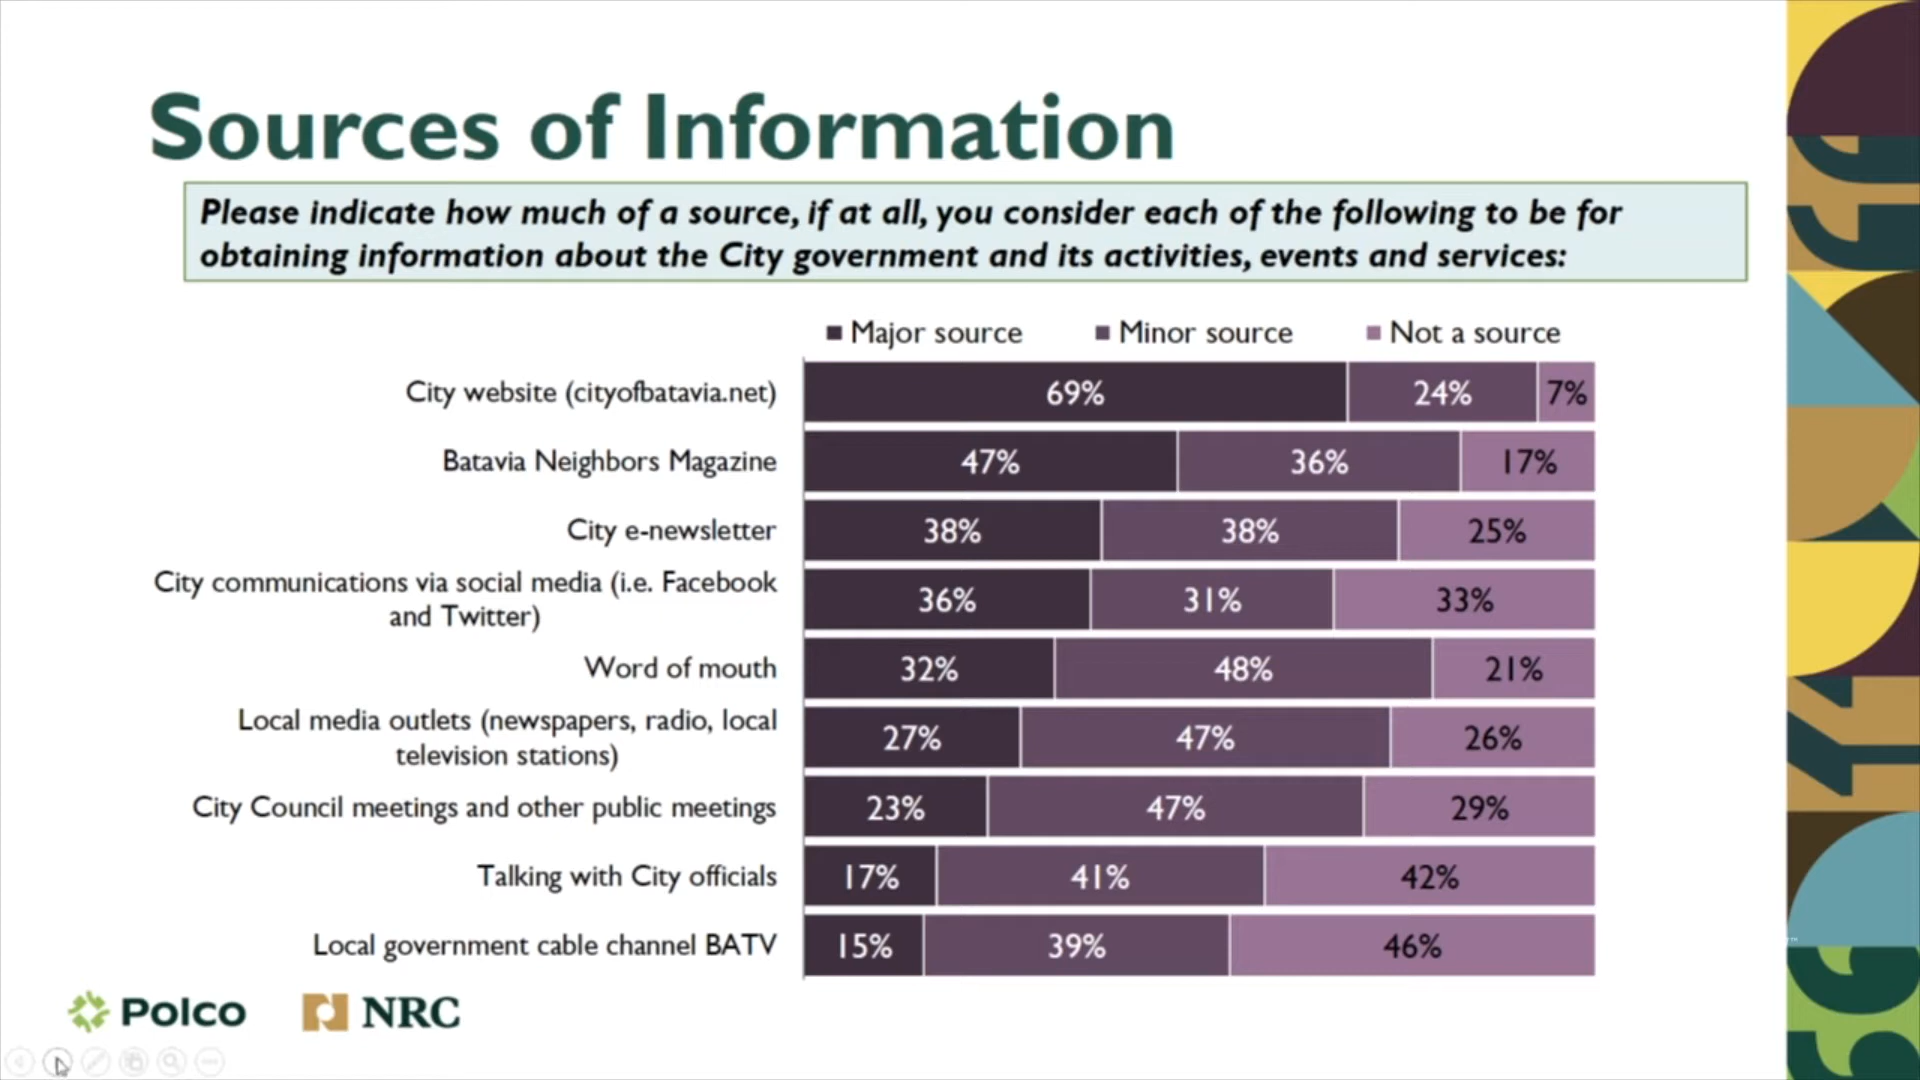 Sources of Information
Please indicate how much of a source, if at all, you consider each of the following to be for
obtaining information about the City government and its activities, events and services:
Major source Minor source Not a source
City website (cityofbatavia.net) 69% 24% 7%
Batavia Neighbors Magazine 47% 36% 17%
City e-newsletter 38% 38% 25%
City communications via social media (i.e. Facebook
and Twitter) 36% 31% 33%
Word of mouth 32% 48% 21%
Local media outlets (newspapers, radio, local
television stations) 27% 47% 26%
City Council meetings and other public meetings 23% 47% 29%
Talking with City officials 17% 41% 42%
Local government cable channel BATV 15% 39% 46%
Polco NRC